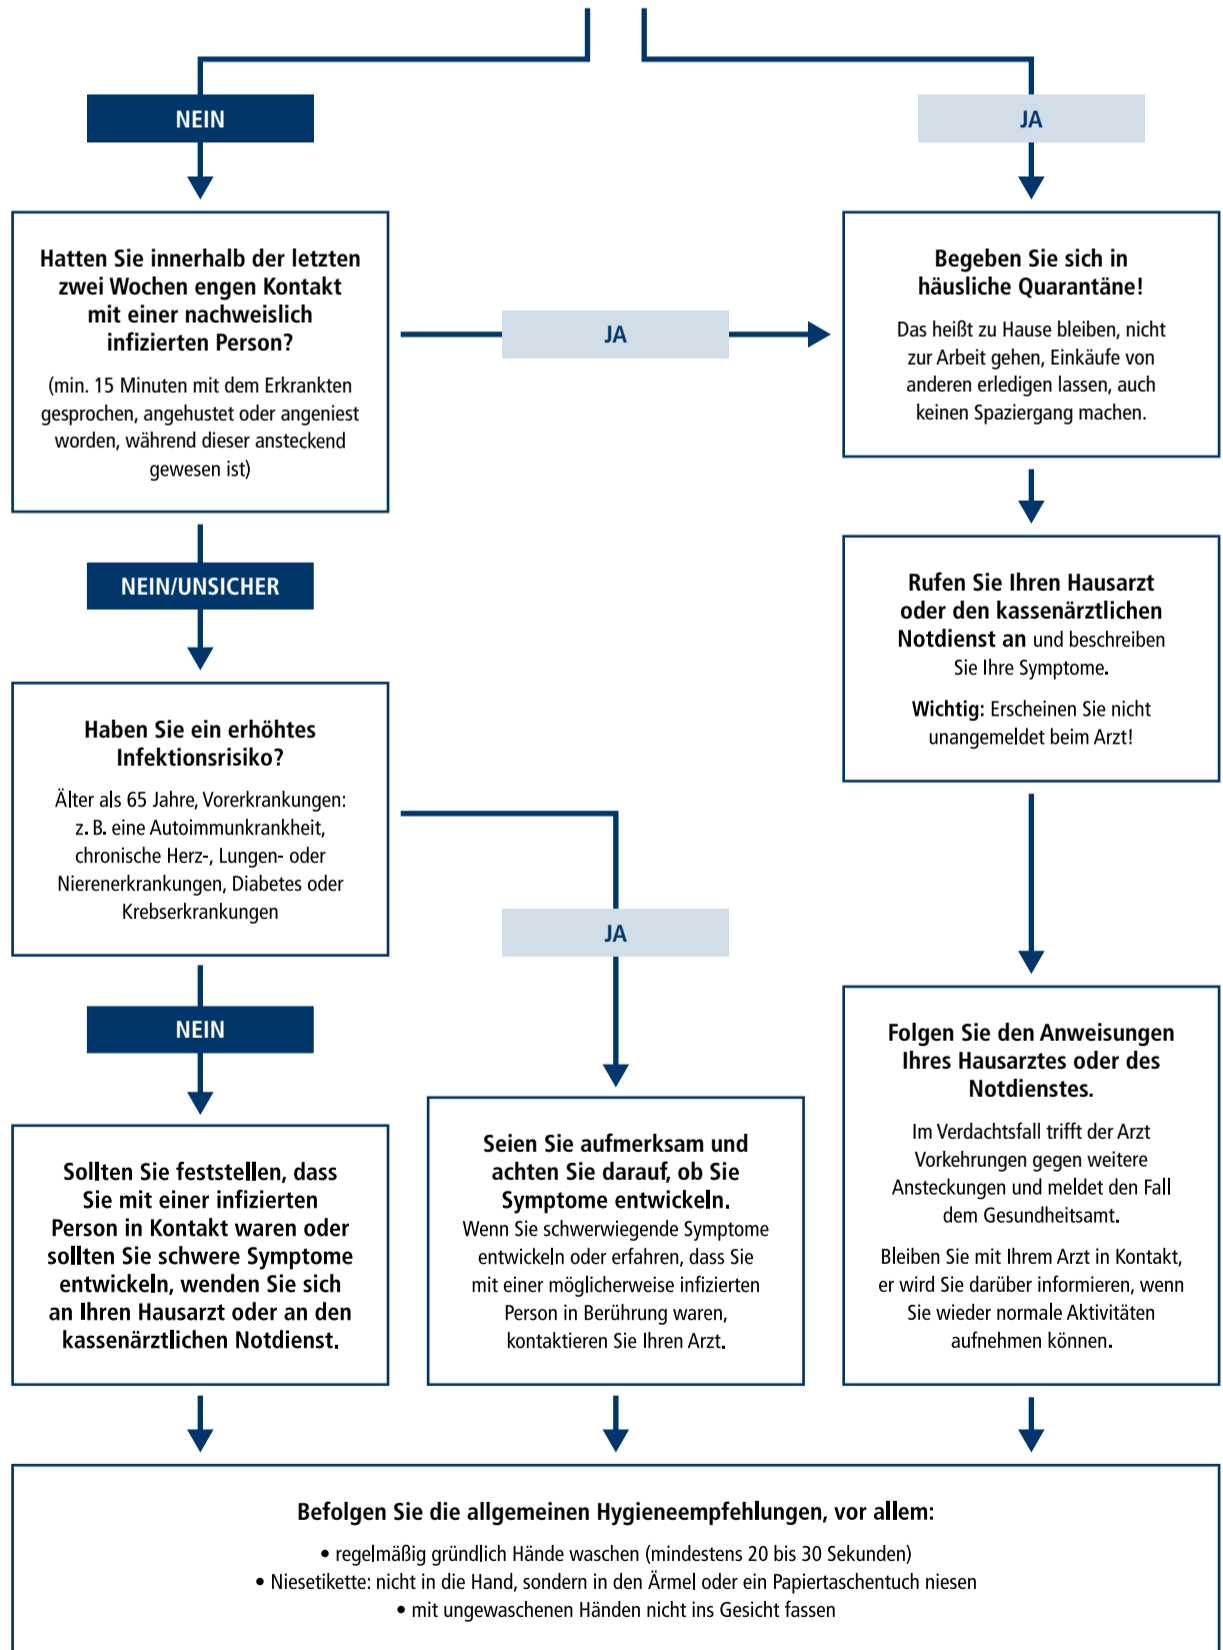 NEIN
JA
Hatten Sie innerhalb der letzten
zwei Wochen engen Kontakt
mit einer nachweislich
infizierten Person?
(min. 15 Minuten mit dem Erkrankten
gesprochen, angehustet oder angeniest
worden, während dieser ansteckend
gewesen ist)
JA
Begeben Sie sich in
häusliche Quarantäne!
Das heißt zu Hause bleiben, nicht
zur Arbeit gehen, Einkäufe von
anderen erledigen lassen, auch
keinen Spaziergang machen.
NEIN/UNSICHER
Rufen Sie Ihren Hausarzt
oder den kassenärztlichen
Notdienst an und beschreiben
Sie Ihre Symptome.
Wichtig: Erscheinen Sie nicht
unangemeldet beim Arzt!
Haben Sie ein erhöhtes
Infektionsrisiko?
Älter als 65 Jahre, Vorerkrankungen:
z. B. eine Autoimmunkrankheit,
chronische Herz-, Lungen- oder
Nierenerkrankungen, Diabetes oder
Krebserkrankungen
JA
NEIN
Folgen Sie den Anweisungen
Ihres Hausarztes oder des
Notdienstes.
Im Verdachtsfall trifft der Arzt
Vorkehrungen gegen weitere
Ansteckungen und meldet den Fall
dem Gesundheitsamt.
Bleiben Sie mit Ihrem Arzt in Kontakt,
er wird Sie darüber informieren, wenn
Sie wieder normale Aktivitäten
aufnehmen können.
Sollten Sie feststellen, dass
Sie mit einer infizierten
Person in Kontakt waren oder
sollten Sie schwere Symptome
entwickeln, wenden Sie sich
an Ihren Hausarzt oder an den
kassenärztlichen Notdienst.
Seien Sie aufmerksam und
achten Sie darauf, ob Sie
Symptome entwickeln.
Wenn Sie schwerwiegende Symptome
entwickeln oder erfahren, dass Sie
mit einer möglicherweise infizierten
Person in Berührung waren,
kontaktieren Sie Ihren Arzt.
Befolgen Sie die allgemeinen Hygieneempfehlungen, vor allem:
• regelmäßig gründlich Hände waschen (mindestens 20 bis 30 Sekunden)
• Niesetikette: nicht in die Hand, sondern in den Ärmel oder ein Papiertaschentuch niesen
• mit ungewaschenen Händen nicht ins Gesicht fassen